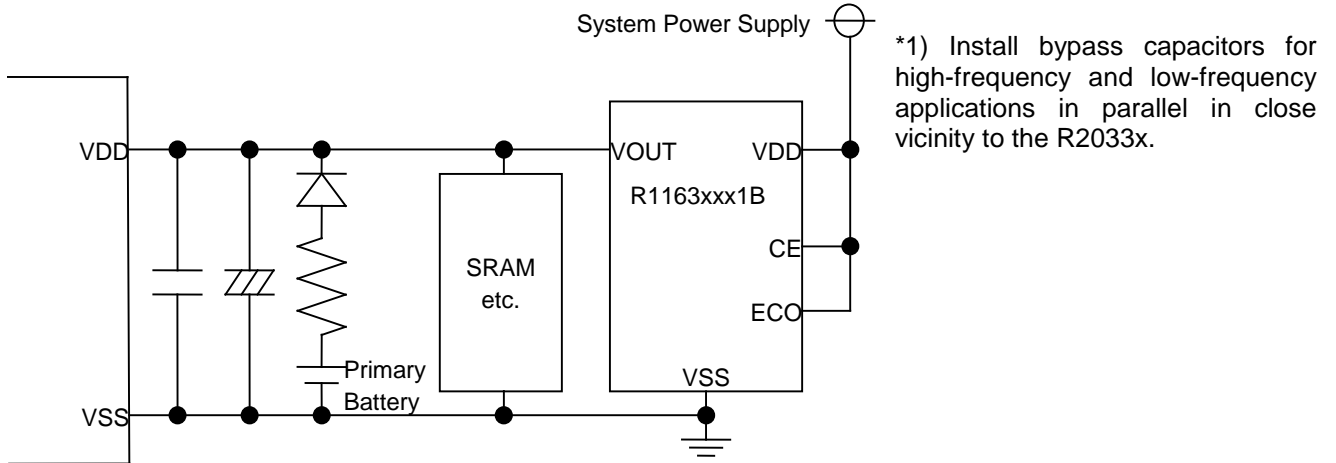 System Power Supply
*1) Install bypass capacitors for
high-frequency and low-frequency
applications in parallel in close
vicinity to the R2033x.
VDD
VOUT
VDD
R1163xxx1B
CE
SRAM
etc.
ECO
Primary
Battery
VSS
VSS